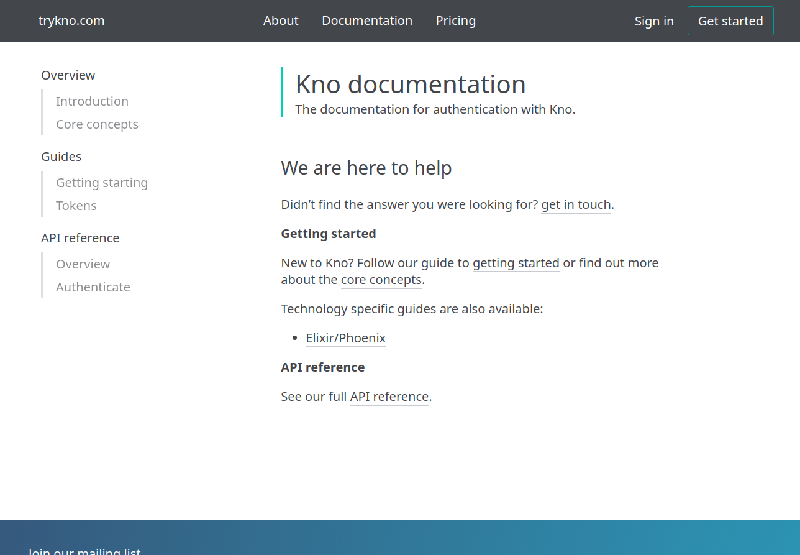 trykno.com
About
Documentation
Pricing
Sign in
Get started
Overview
Introduction
Core concepts
Guides
Getting starting
Tokens
API reference
Overview
Authenticate
Kno documentation
The documentation for authentication with Kno.
We are here to help
Didn’t find the answer you were looking for? get in touch.
Getting started
New to Kno? Follow our guide to getting started or find out more
about the core concepts.
Technology specific guides are also available:
• Elixir/Phoenix
API reference
See our full API reference.
Join our mailing list